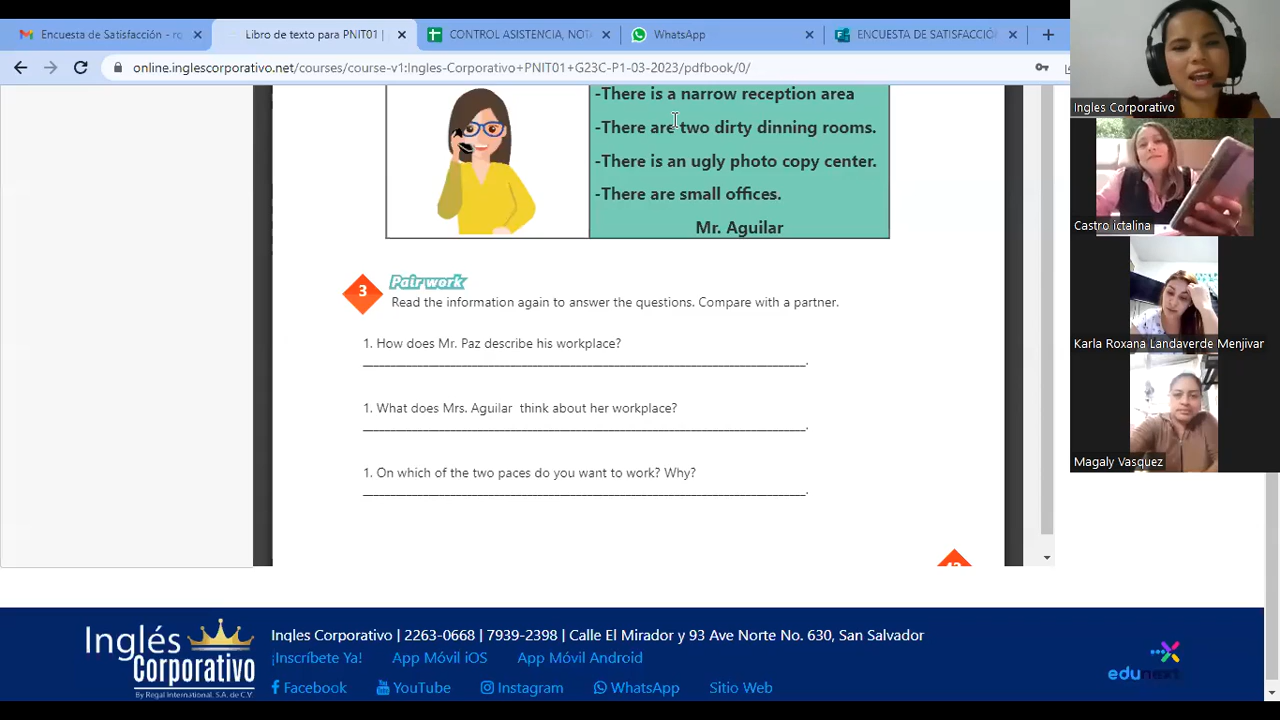 Encuesta de Satisfacción - ro
Libro de texto para PNIT01 |
CONTROL ASISTENCIA, NOTA
WhatsApp
ENCUESTA DE SATISFACCIÓ
online.inglescorporativo.net/courses/course-v1:Ingles-Corporativo+PNIT01+G23C-P1-03-2023/pdfbook/0/
-There is a narrow reception area
-There are two dirty dinning rooms.
-There is an ugly photo copy center.
-There are small offices.
Mr. Aguilar
3
Pair work
Read the information again to answer the questions. Compare with a partner.
1. How does Mr. Paz describe his workplace?
1. What does Mrs. Aguilar think about her workplace?
1. On which of the two paces do you want to work? Why?
Ingles Corporativo
Castro ictalina
Karla Roxana Landaverde Menjivar
Magaly Vasquez
Inglés
Corporativo
By Regal International, S.A. de C.V.
Ingles Corporativo | 2263-0668 | 7939-2398 | Calle El Mirador y 93 Ave Norte No. 630, San Salvador
¡Inscríbete Ya! App Móvil iOS App Móvil Android
Facebook YouTube Instagram WhatsApp Sitio Web
edunext